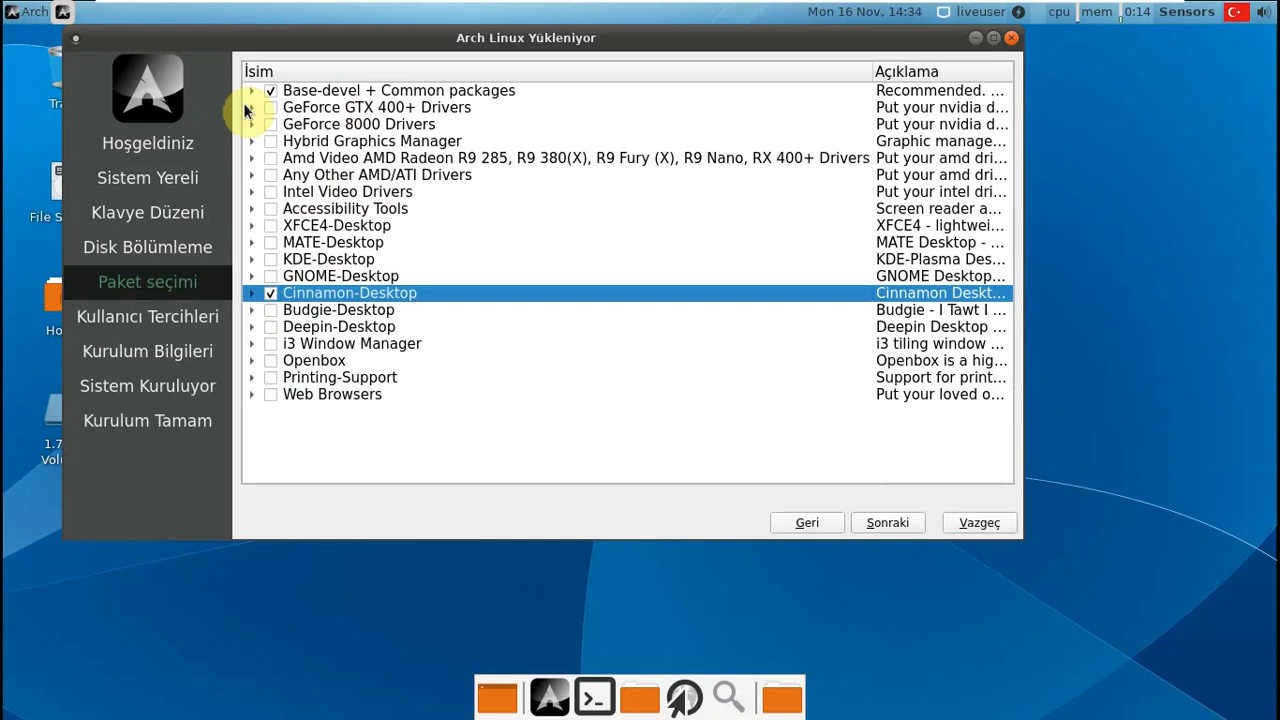 Arch
Mon 16 Nov, 14:34
liveuser
cpu
mem
0:14
Sensors
Arch Linux Yükleniyor
Hoşgeldiniz
Sistem Yereli
Klavye Düzeni
Disk Bölümleme
Paket seçimi
Kullanıcı Tercihleri
Kurulum Bilgileri
Sistem Kuruluyor
Kurulum Tamam
İsim Açıklama
Base-devel + Common packages Recommended. ...
GeForce GTX 400+ Drivers Put your nvidia d...
GeForce 8000 Drivers Put your nvidia d...
Hybrid Graphics Manager Graphic manage...
Amd Video AMD Radeon R9 285, R9 380(X), R9 Fury (X), R9 Nano, RX 400+ Drivers Put your amd dri...
Any Other AMD/ATI Drivers Put your amd dri...
Intel Video Drivers Put your intel dri...
Accessibility Tools Screen reader a...
XFCE4-Desktop XFCE4 - lightwei...
MATE-Desktop MATE Desktop - ...
KDE-Desktop KDE-Plasma Des...
GNOME-Desktop GNOME Desktop...
Cinnamon-Desktop Cinnamon Deskt...
Budgie-Desktop Budgie - I Tawt I ...
Deepin-Desktop Deepin Desktop ...
i3 Window Manager i3 tiling window ...
Openbox Openbox is a hig...
Printing-Support Support for print...
Web Browsers Put your loved o...
Geri
Sonraki
Vazgeç
Tra
File S
Ho
1.7
Volu